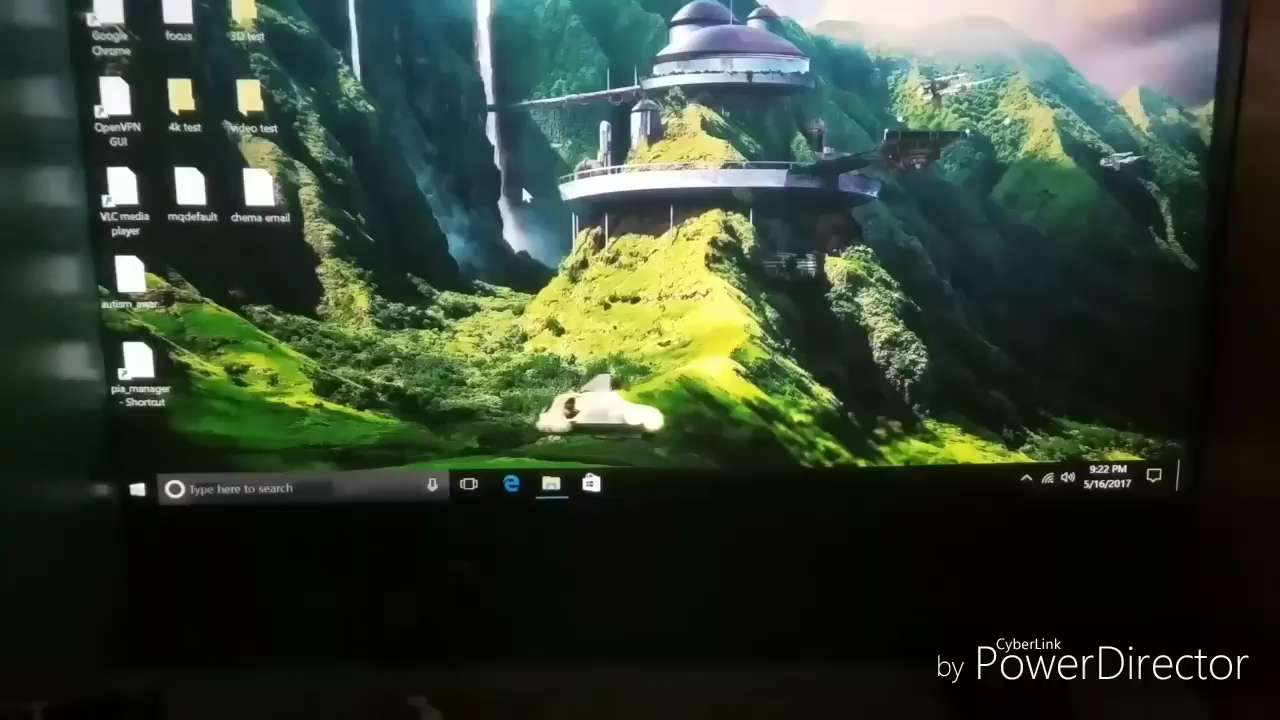 Google
Chrome
focus
3D test
OpenVPN
GUI
4k test
Video test
VLC media
player
mqdefault
chema email
pia_manager
- Shortcut
Type here to search
9:22 PM
5/16/2017
CyberLink
by PowerDirector